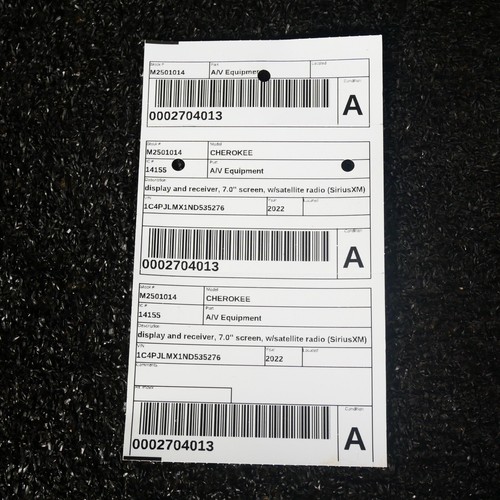 Stock # Part Location
M2501014 A/V Equipment
Condition
A
0002704013
Stock # Model
M2501014 CHEROKEE
IC # Part
14155 A/V Equipment
Description
display and receiver, 7.0" screen, w/satellite radio (SiriusXM)
VIN Year Location
1C4PJLMX1ND535276 2022
Condition
A
0002704013
Stock # Model
M2501014 CHEROKEE
IC # Part
14155 A/V Equipment
Description
display and receiver, 7.0" screen, w/satellite radio (SiriusXM)
VIN Year Location
1C4PJLMX1ND535276 2022
Comments
Condition
A
0002704013